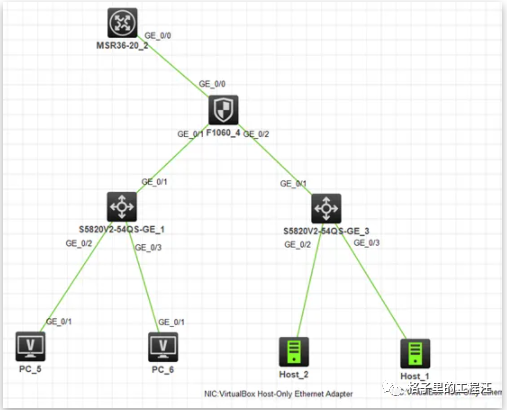 GE_0/0
MSR36-20_2
GE_0/0
F1060_4
GE_0/1
GE_0/2
GE_0/1
GE_0/1
S5820V2-54QS-GE_1
S5820V2-54QS-GE_3
GE_0/2
GE_0/3
GE_0/2
GE_0/3
GE_0/1
GE_0/1
PC_5
PC_6
Host_2
Host_1
NIC:VirtualBox Host-Only Ethernet Adapter
格子里的工程汪